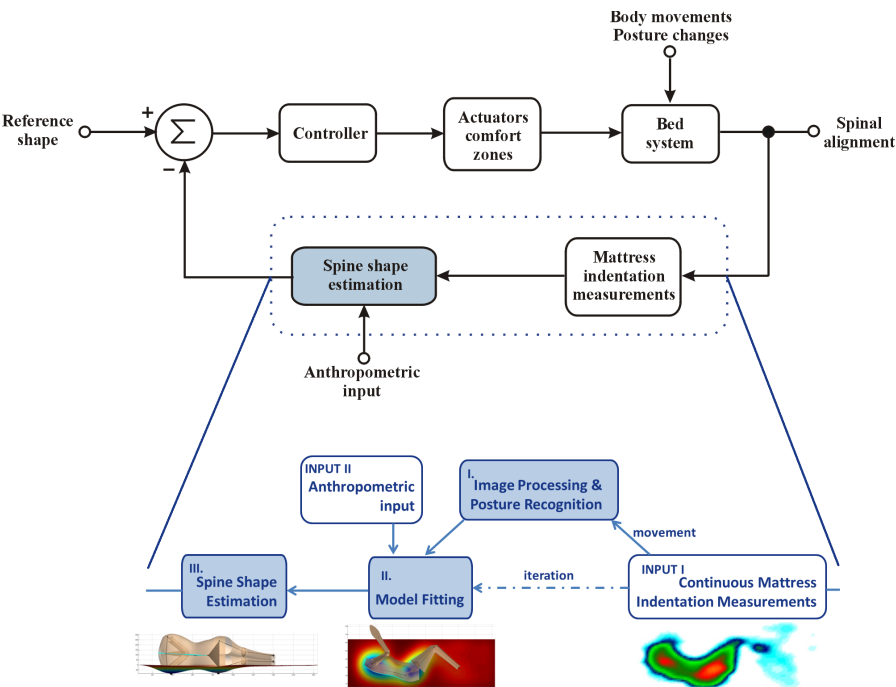 Body movements
Posture changes
Reference
shape
+
Σ
−
Controller
Actuators
comfort
zones
Bed
system
Spinal
alignment
Spine shape
estimation
Mattress
indentation
measurements
Anthropometric
input
INPUT II
Anthropometric
input
I.
Image Processing &
Posture Recognition
movement
III.
Spine Shape
Estimation
II.
Model Fitting
iteration
INPUT I
Continuous Mattress
Indentation Measurements